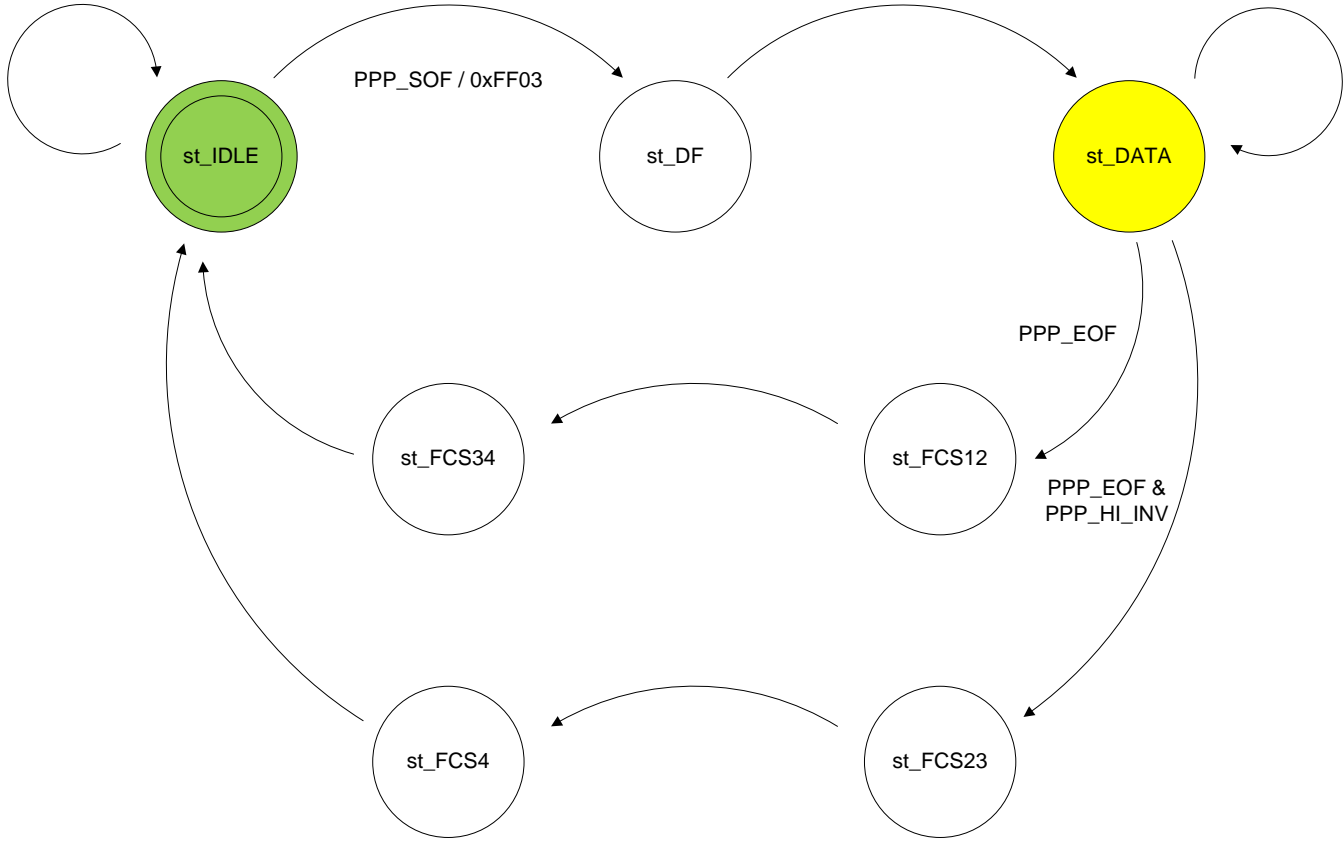 PPP_SOF / 0xFF03
st_IDLE
st_DF
st_DATA
PPP_EOF
st_FCS34
st_FCS12
PPP_EOF &
PPP_HI_INV
st_FCS4
st_FCS23